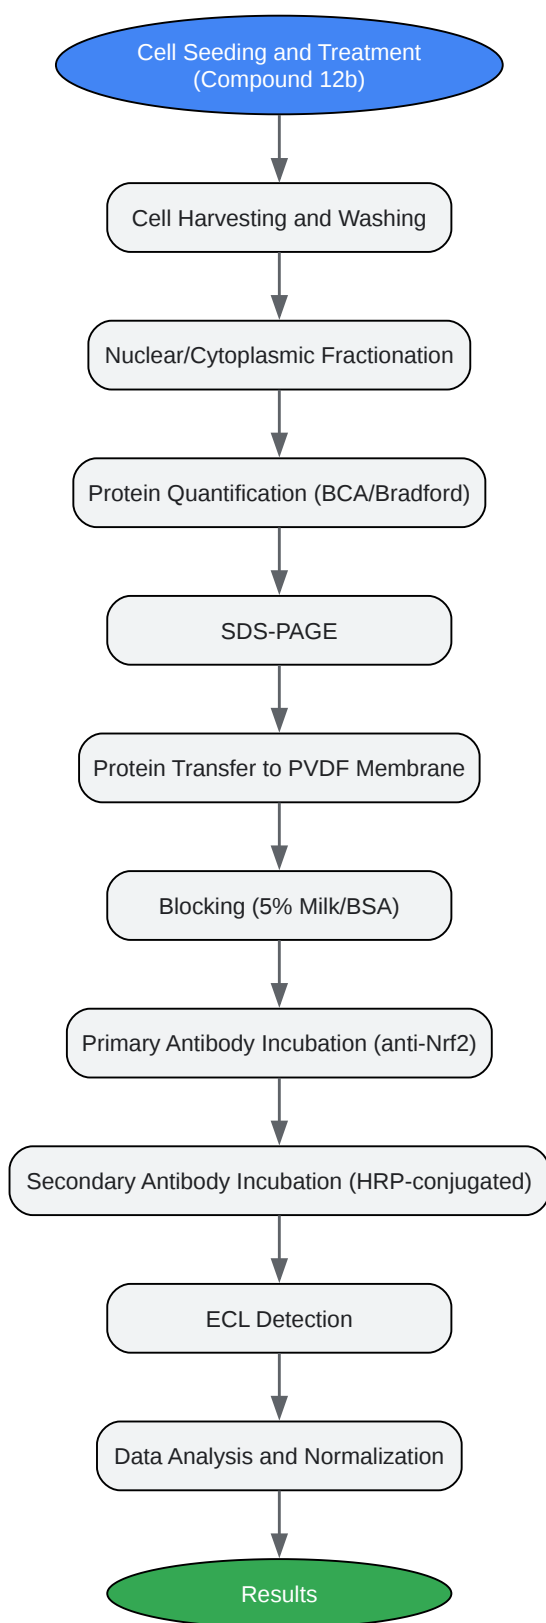 Cell Seeding and Treatment
(Compound 12b)
Cell Harvesting and Washing
Nuclear/Cytoplasmic Fractionation
Protein Quantification (BCA/Bradford)
SDS-PAGE
Protein Transfer to PVDF Membrane
Blocking (5% Milk/BSA)
Primary Antibody Incubation (anti-Nrf2)
Secondary Antibody Incubation (HRP-conjugated)
ECL Detection
Data Analysis and Normalization
Results